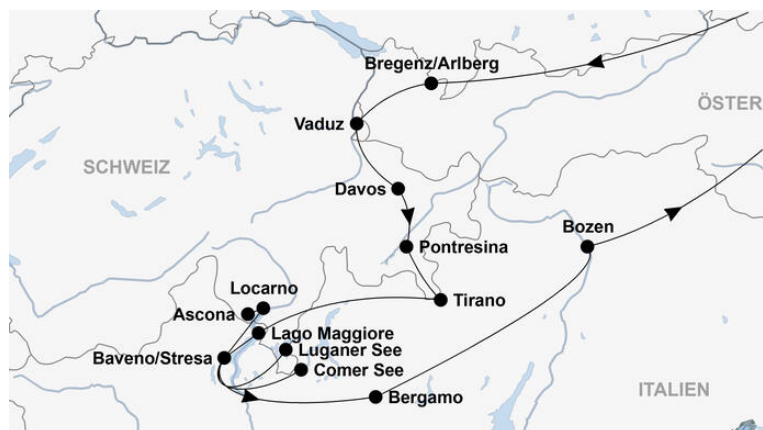 Bregenz/Arlberg
ÖSTER
Vaduz
SCHWEIZ
Davos
Bozen
Pontresina
Locarno
Tirano
Ascona
Lago Maggiore
Luganer See
Baveno/Stresa
Comer See
ITALIEN
Bergamo